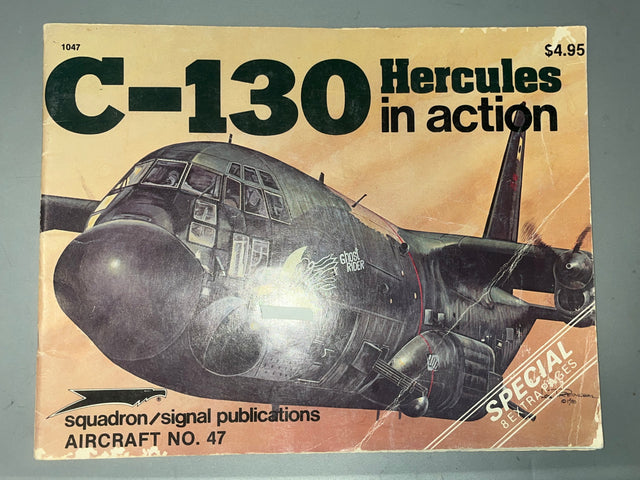 1047
$4.95
C-130 Hercules
in action
Ghost
Rider
SPECIAL
8 EXTRA PAGES
squadron/signal publications
AIRCRAFT NO. 47